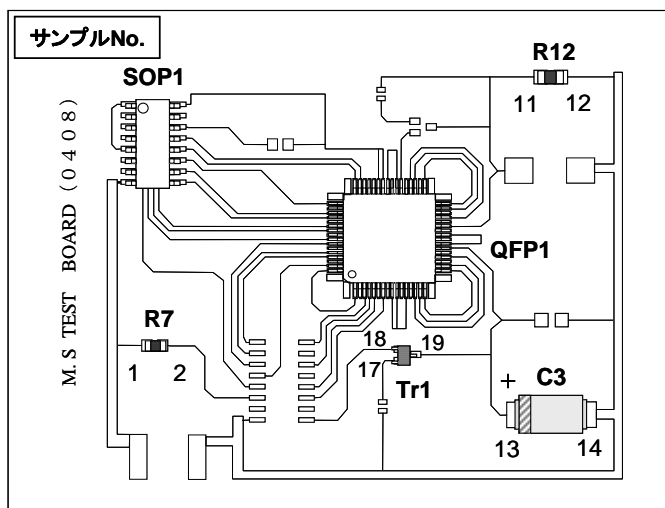 サンプルNo.
SOP1
R12
11
12
M.S TEST BOARD (0408)
QFP1
R7
1
2
18
19
17
Tr1
+
C3
13
14